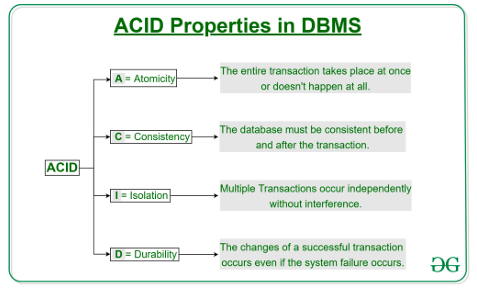 ACID Properties in DBMS
ACID
A = Atomicity
The entire transaction takes place at once
or doesn't happen at all.
C = Consistency
The database must be consistent before
and after the transaction.
I = Isolation
Multiple Transactions occur independently
without interference.
D = Durability
The changes of a successful transaction
occurs even if the system failure occurs.